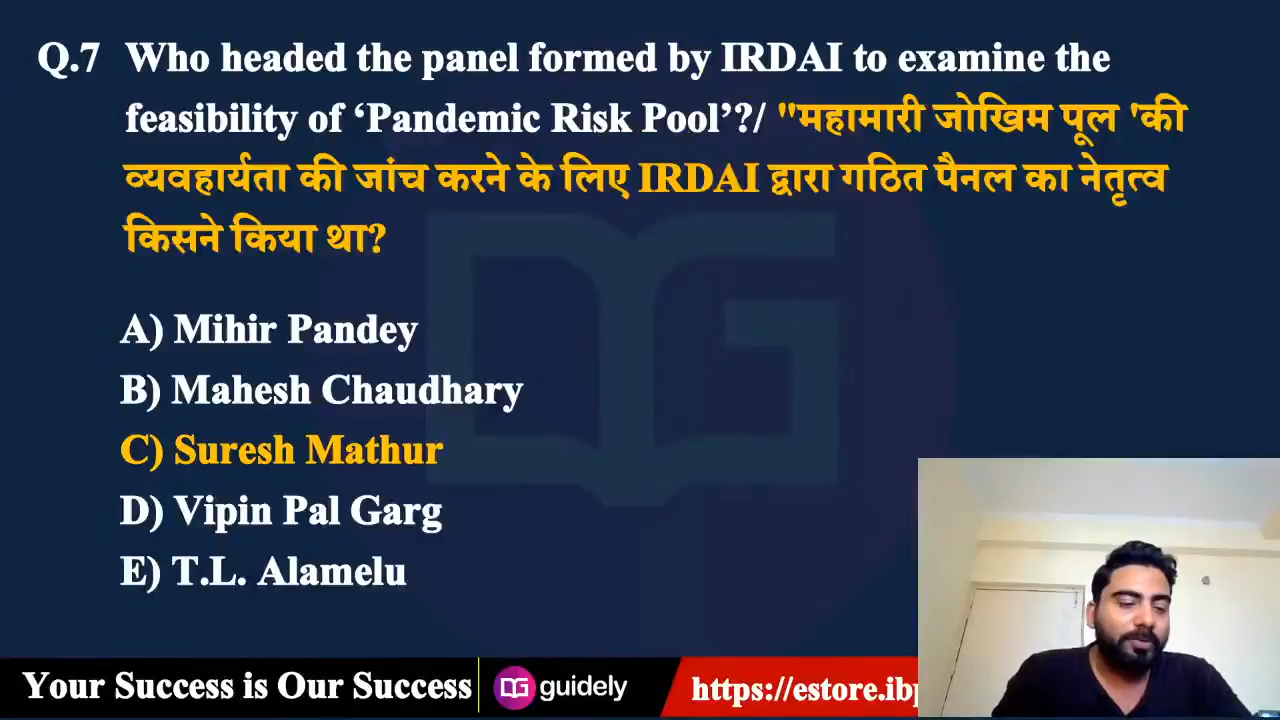 Q.7 Who headed the panel formed by IRDAI to examine the
feasibility of ‘Pandemic Risk Pool’?/ "महामारी जोखिम पूल 'की
व्यवहार्यता की जांच करने के लिए IRDAI द्वारा गठित पैनल का नेतृत्व
किसने किया था?
A) Mihir Pandey
B) Mahesh Chaudhary
C) Suresh Mathur
D) Vipin Pal Garg
E) T.L. Alamelu
Your Success is Our Success guidely https://estore.ibp